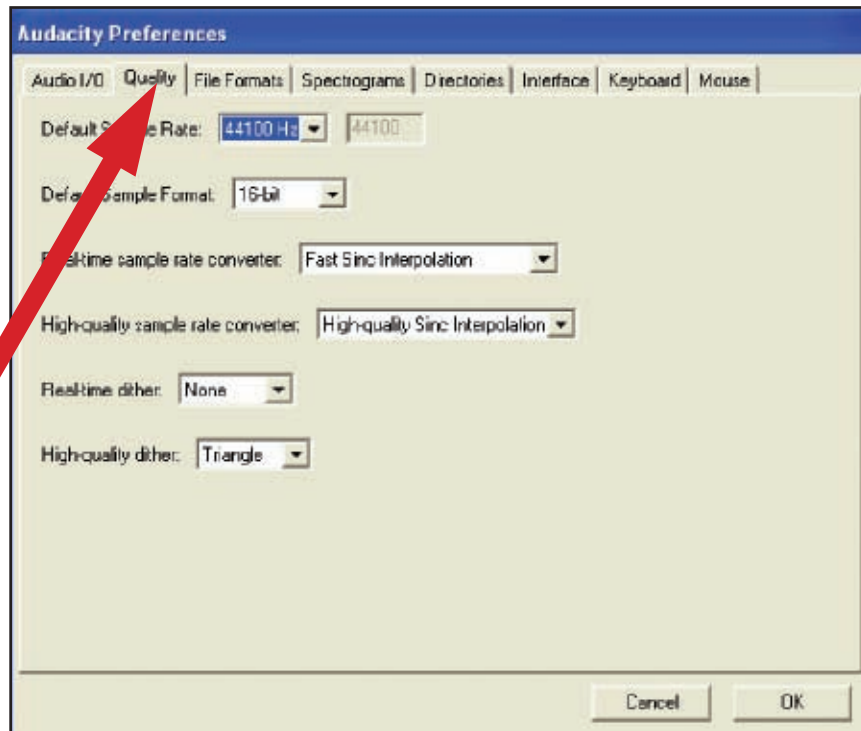 Audacity Preferences
Audio I/O Quality File Formats Spectrograms Directories Interface Keyboard Mouse
Default Rate: 44100 Hz 44100
Sample Format: 16-bit
sample rate converter: Fast Sinc Interpolation
High-quality sample rate converter: High-quality Sinc Interpolation
Real-time dither: None
High-quality dither: Triangle
Cancel OK